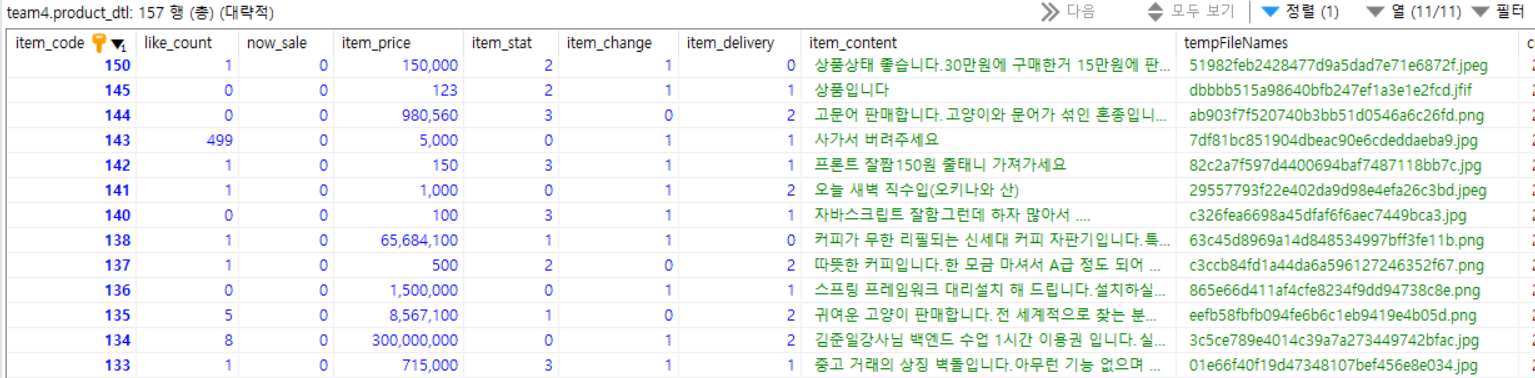 team4.product_dtl: 157 행 (총) (대략적) 다음 모두 보기 정렬 (1) 열 (11/11) 필터
item_code like_count now_sale item_price item_stat item_change item_delivery item_content tempFileNames
150 1 0 150,000 2 1 0 상품상태 좋습니다.30만원에 구매한거 15만원에 판... 51982feb2428477d9a5dad7e71e6872f.jpeg
145 0 0 123 2 1 1 상품입니다 dbbbb515a98640bfb247ef1a3e1e2fcd.jfif
144 0 0 980,560 3 0 2 고문어 판매합니다.고양이와 문어가 섞인 혼종입니... ab903f7f520740b3bb51d0546a6c26fd.png
143 499 0 5,000 0 1 1 사가서 버려주세요 7df81bc851904dbeac90e6cdeddaeba9.jpg
142 1 0 150 3 1 1 프론트 잘짬150원 줄태니 가져가세요 82c2a7f597d4400694baf7487118bb7c.jpg
141 1 0 1,000 0 1 2 오늘 새벽 직수입(오키나와 산) 29557793f22e402da9d98e4efa26c3bd.jpeg
140 0 0 100 3 1 1 자바스크립트 잘함그런데 하자 많아서 .... c326fea6698a45dfaf6f6aec7449bca3.jpg
138 1 0 65,684,100 1 1 0 커피가 무한 리필되는 신세대 커피 자판기입니다.특... 63c45d8969a14d848534997bff3fe11b.png
137 1 0 500 2 0 2 따뜻한 커피입니다.한 모금 마셔서 A급 정도 되어 ... c3ccb84fd1a44da6a596127246352f67.png
136 0 0 1,500,000 0 1 1 스프링 프레임워크 대리설치 해 드립니다.설치하실... 865e66d411af4cfe8234f9dd94738c8e.png
135 5 0 8,567,100 1 0 2 귀여운 고양이 판매합니다.전 세계적으로 찾는 분... eefb58fbfb094fe6b6c1eb9419e4b05d.png
134 8 0 300,000,000 0 1 2 김준일강사님 백엔드 수업 1시간 이용권 입니다.실... 3c5ce789e4014c39a7a273449742bfac.jpg
133 1 0 715,000 3 1 1 중고 거래의 상징 벽돌입니다.아무런 기능 없으며 ... 01e66f40f19d47348107bef456e8e034.jpg